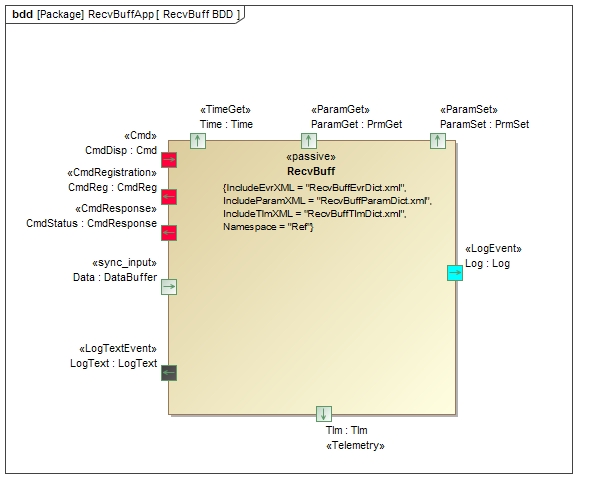 bdd [Package] RecvBuffApp [ RecvBuff BDD ]
«TimeGet»
Time : Time
«ParamGet»
ParamGet : PrmGet
«ParamSet»
ParamSet : PrmSet
«Cmd»
CmdDisp : Cmd
«CmdRegistration»
CmdReg : CmdReg
«CmdResponse»
CmdStatus : CmdResponse
«sync_input»
Data : DataBuffer
«LogTextEvent»
LogText : LogText
«passive»
RecvBuff
{IncludeEvrXML = "RecvBuffEvrDict.xml",
IncludeParamXML = "RecvBuffParamDict.xml",
IncludeTlmXML = "RecvBuffTlmDict.xml",
Namespace = "Ref"}
«LogEvent»
Log : Log
Tlm : Tlm
«Telemetry»